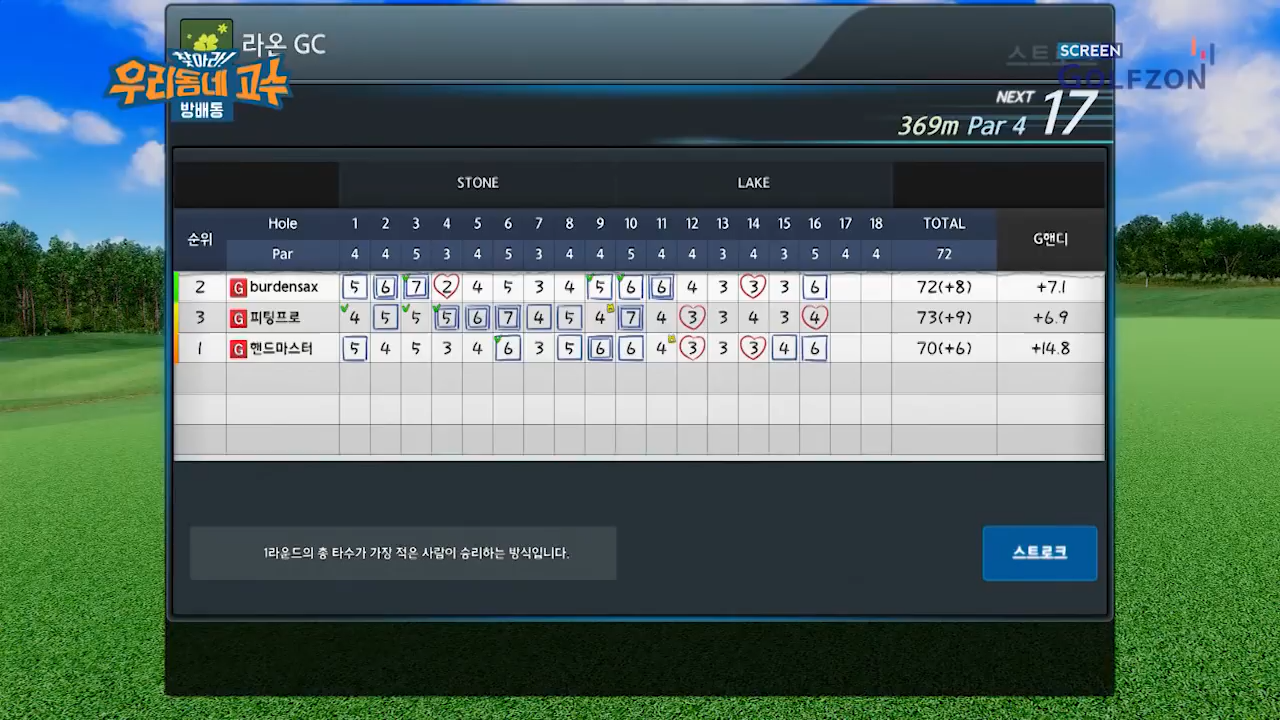 라온 GC
찾아라!
우리동네 고수
방배동
스트로크
SCREEN
GOLFZON
NEXT 17
369m Par 4
STONE LAKE
순위 Hole 1 2 3 4 5 6 7 8 9 10 11 12 13 14 15 16 17 18 TOTAL G핸디
Par 4 4 5 3 4 5 3 4 4 5 4 4 3 4 3 5 4 4 72
2 G burdensax 5 6 7 2 4 5 3 4 5 6 6 4 3 3 3 6 72(+8) +7.1
3 G 피팅프로 4 5 5 5 6 7 4 5 4 7 4 3 3 4 3 4 73(+9) +6.9
1 G 핸드마스터 5 4 5 3 4 6 3 5 6 6 4 3 3 3 4 6 70(+6) +14.8
1라운드의 총 타수가 가장 적은 사람이 승리하는 방식입니다.
스트로크